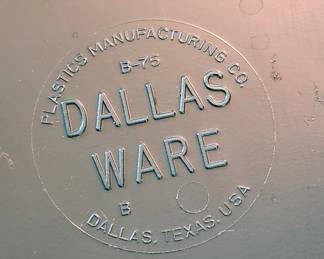 PLASTICS MANUFACTURING CO.
B-75
DALLAS
WARE
B
DALLAS, TEXAS, USA